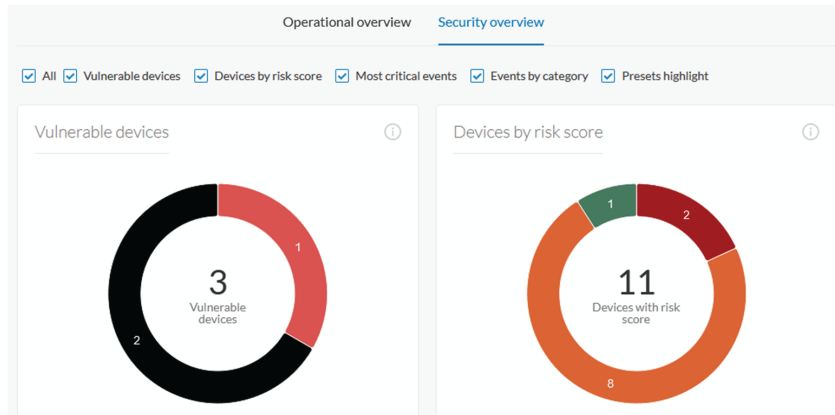 Operational overview Security overview
All Vulnerable devices Devices by risk score Most critical events Events by category Presets highlight
Vulnerable devices
1
3
Vulnerable
devices
2
Devices by risk score
1
2
11
Devices with risk
score
8